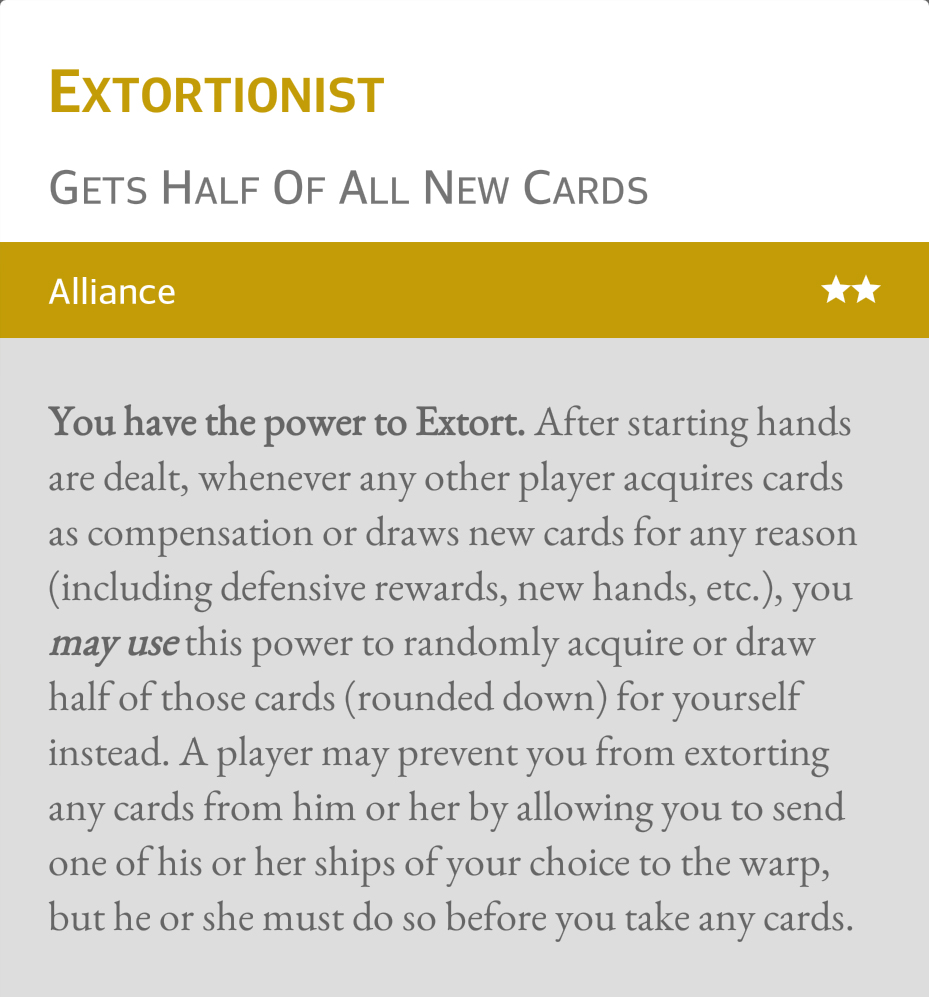 Extortionist
Gets Half Of All New Cards
Alliance ★★
You have the power to Extort. After starting hands
are dealt, whenever any other player acquires cards
as compensation or draws new cards for any reason
(including defensive rewards, new hands, etc.), you
may use this power to randomly acquire or draw
half of those cards (rounded down) for yourself
instead. A player may prevent you from extorting
any cards from him or her by allowing you to send
one of his or her ships of your choice to the warp,
but he or she must do so before you take any cards.